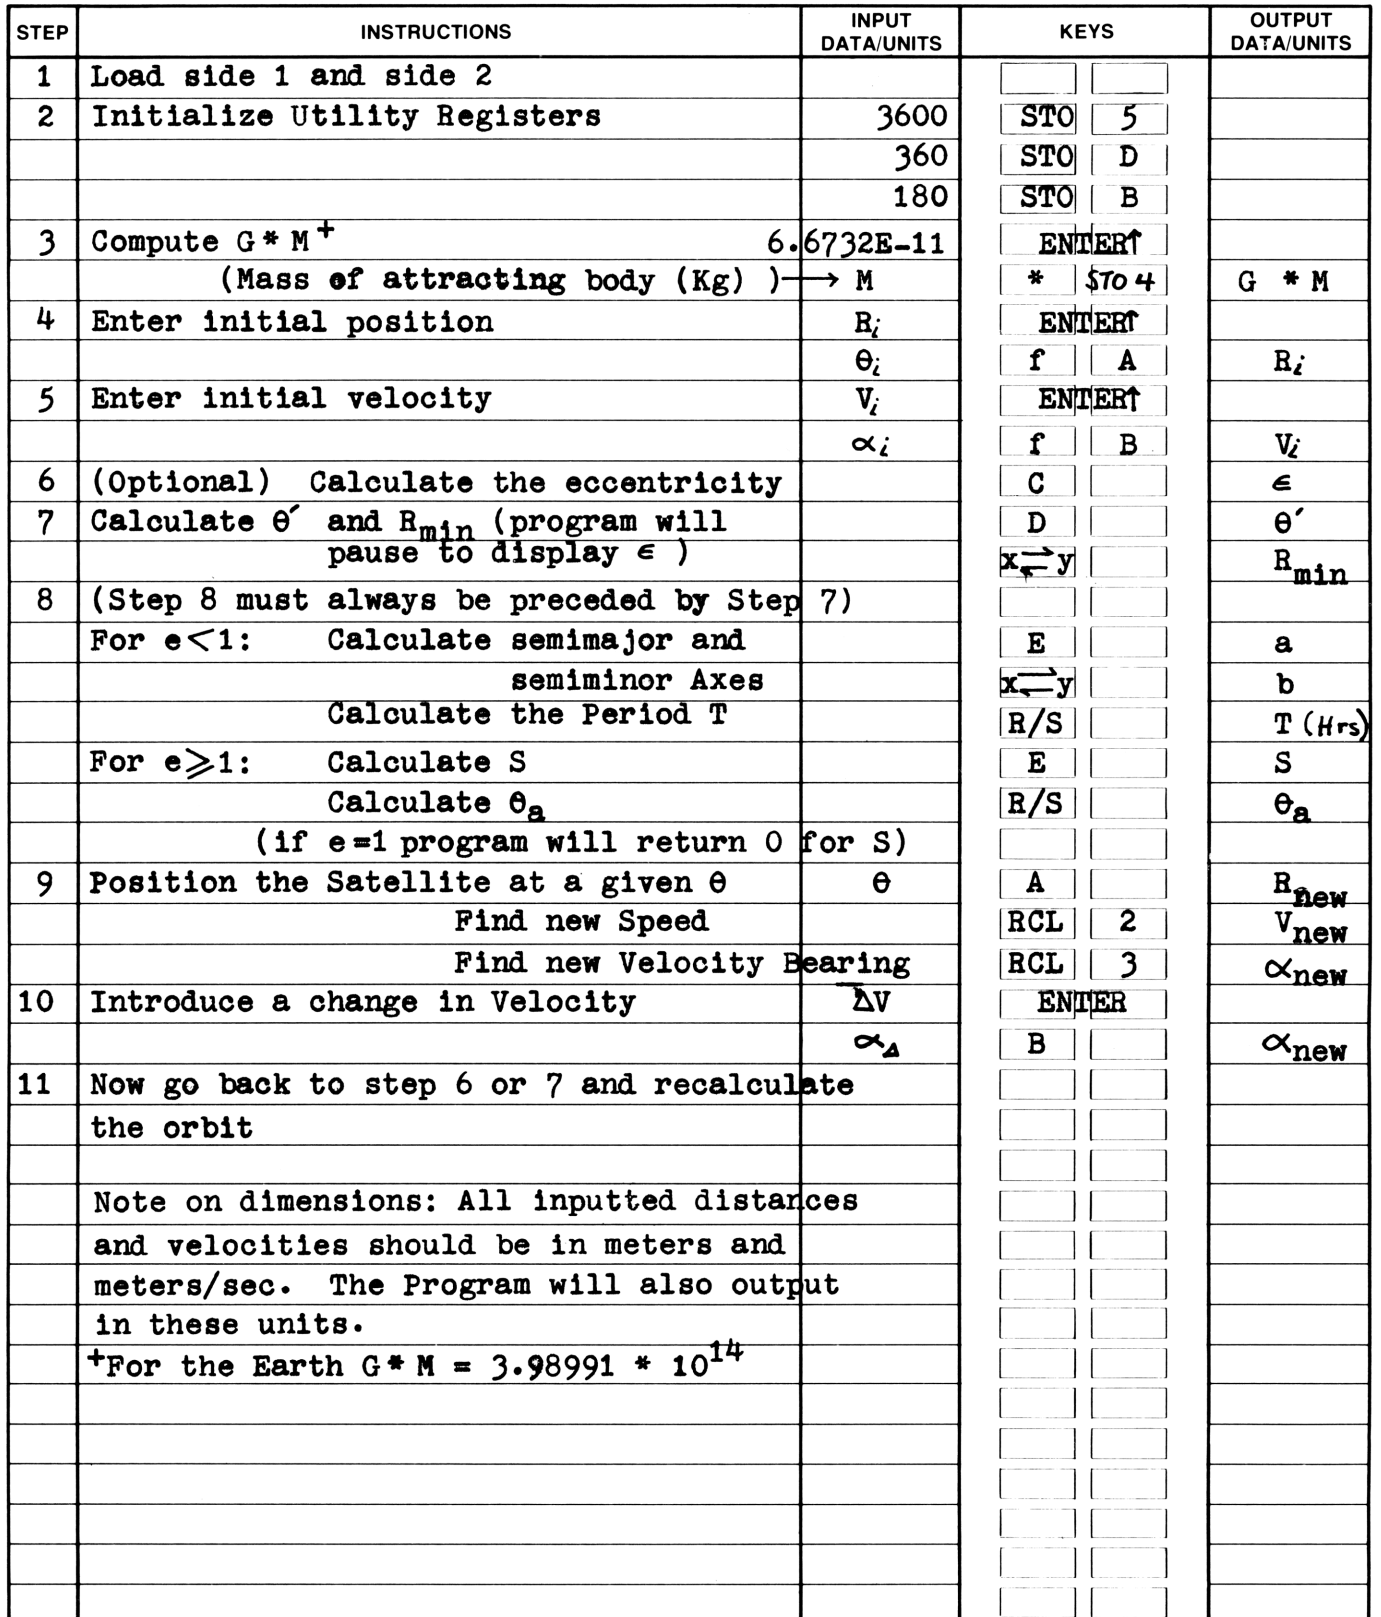 STEP INSTRUCTIONS INPUT DATA/UNITS KEYS OUTPUT DATA/UNITS
1 Load side 1 and side 2
2 Initialize Utility Registers 3600 STO 5
360 STO D
180 STO B
3 Compute G * M + 6.6732E-11 ENTER↑
(Mass of attracting body (Kg) )⟶ M * STO 4 G * M
4 Enter initial position Ri ENTER↑
θi f A Ri
5 Enter initial velocity Vi ENTER↑
∝i f B Vi
6 (Optional) Calculate the eccentricity C ϵ
7 Calculate θ′ and Rmin (program will D θ′
pause to display ϵ ) x⇄y Rmin
8 (Step 8 must always be preceded by Step 7)
For e<1: Calculate semimajor and E a
semiminor Axes x⇄y b
Calculate the Period T R/S T (Hrs)
For e⩾1: Calculate S E S
Calculate θa R/S θa
(if e=1 program will return 0 for S)
9 Position the Satellite at a given θ θ A Rnew
Find new Speed RCL 2 Vnew
Find new Velocity Bearing RCL 3 ∝new
10 Introduce a change in Velocity ΔV ENTER
∝Δ B ∝new
11 Now go back to step 6 or 7 and recalculate
the orbit
Note on dimensions: All inputted distances
and velocities should be in meters and
meters/sec. The Program will also output
in these units.
+For the Earth G* M = 3.98991 * 10^14